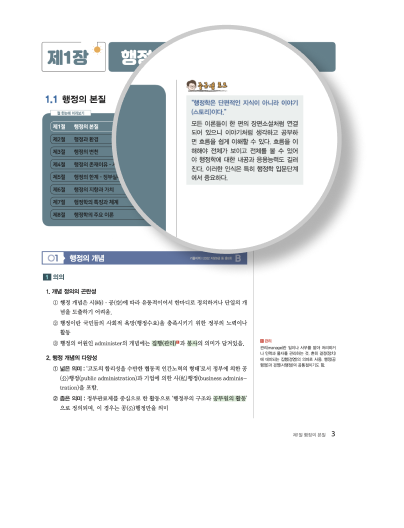 제1장
행정
1.1 행정의 본질
제1절 행정의 본질
제2절 행정과 환경
제3절 행정의 변천
제4절 행정의 존재이유 -
제5절 행정의 한계 - 정부실
제6절 행정의 지향과 가치
제7절 행정학의 특징과 체계
제8절 행정학의 주요 이론
"행정학은 단편적인 지식이 아니라 이야기
(스토리)이다."
모든 이론들이 한 편의 장편소설처럼 연결
되어 있으니 이야기처럼 생각하고 공부하
면 흐름을 쉽게 이해할 수 있다. 흐름을 이
해해야 전체가 보이고 전체를 볼 수 있어
야 행정학에 대한 내공과 응용능력도 길러
진다. 이러한 인식은 특히 행정학 입문단계
에서 중요하다.
01 행정의 개념
8
1 의의
1. 개념 정의의 곤란성
① 행정 개념은 시(時)·공(空)에 따라 유동적이어서 한마디로 정의하거나 단일의 개
념을 도출하기 어려움.
② 행정이란 국민들의 사회적 욕망(행정수요)을 충족시키기 위한 정부의 노력이나
활동
③ 행정의 어원인 administer의 개념에는 집행(관리)과 봉사의 의미가 담겨있음.
관리
2. 행정 개념의 다양성
① 넓은 의미 : '고도의 합리성을 수반한 협동적 인간노력의 형태'로서 정부에 의한 공
(公)행정(public administration)과 기업에 의한 사(私)행정(business adminis-
tration)을 포함.
② 좁은 의미 : 정부관료제를 중심으로 한 활동으로 '행정부의 구조와 공무원의 활동'
으로 정의되며, 이 경우는 공(公)행정만을 의미
제1절 행정의 본질 3